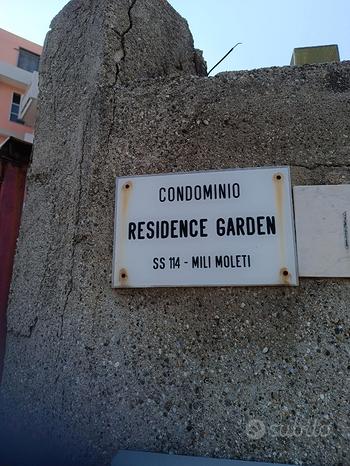 CONDOMINIO
RESIDENCE GARDEN
SS 114 - MILI MOLETI
subito